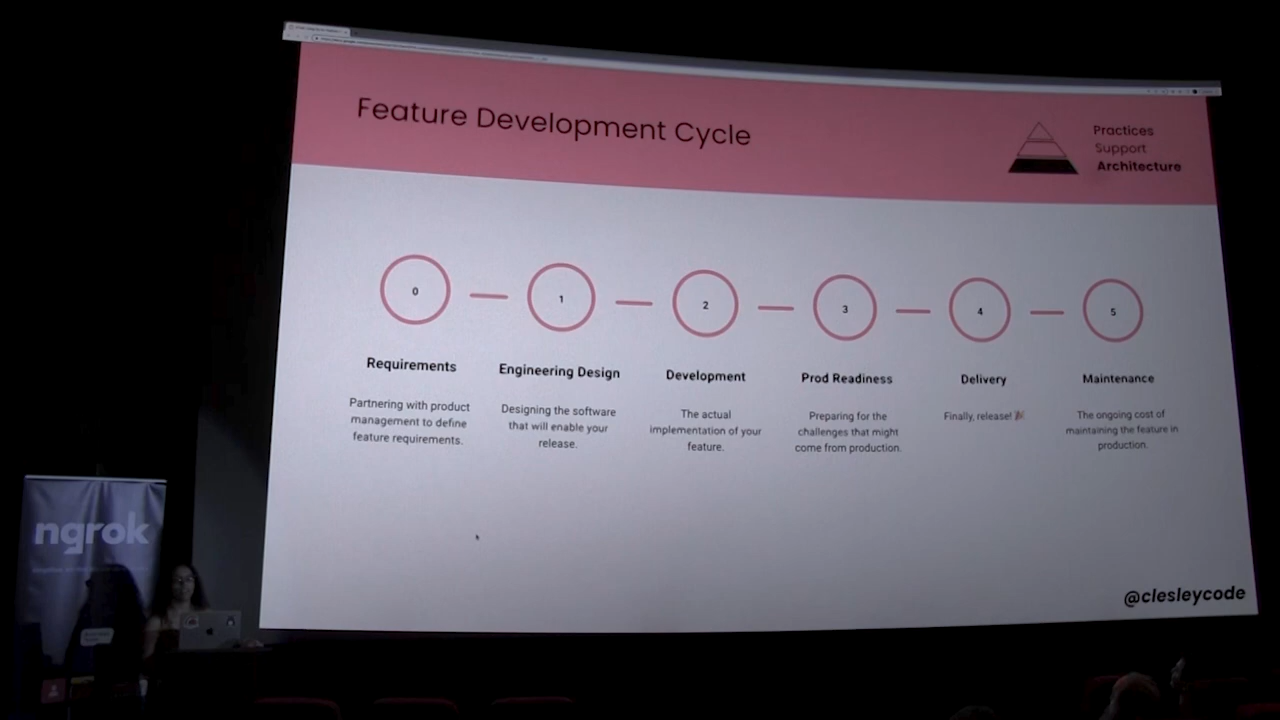 Feature Development Cycle
Practices
Support
Architecture
0
1
2
3
4
5
Requirements
Partnering with product
management to define
feature requirements.
Engineering Design
Designing the software
that will enable your
release.
Development
The actual
implementation of your
feature.
Prod Readiness
Preparing for the
challenges that might
come from production.
Delivery
Finally, release! 🎉
Maintenance
The ongoing cost of
maintaining the feature in
production.
@clesleycode
ngrok